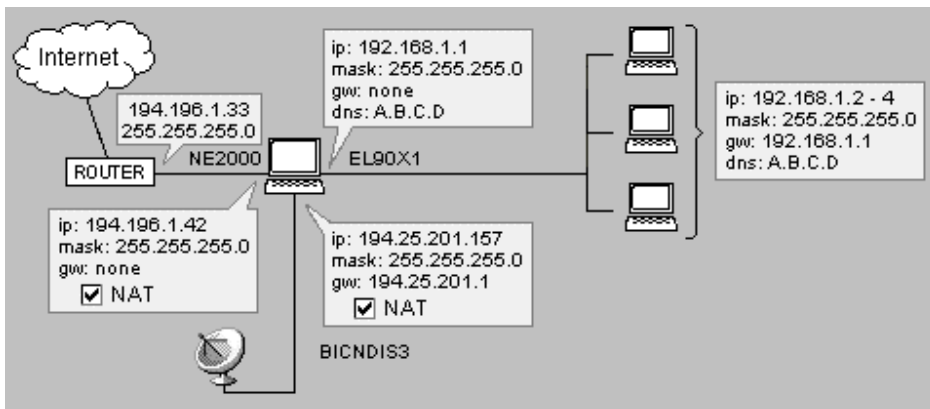 Internet
ip: 192.168.1.1
mask: 255.255.255.0
gw: none
dns: A.B.C.D
194.196.1.33
255.255.255.0
NE2000
EL90X1
ROUTER
ip: 192.168.1.2 - 4
mask: 255.255.255.0
gw: 192.168.1.1
dns: A.B.C.D
ip: 194.196.1.42
mask: 255.255.255.0
gw: none
NAT
ip: 194.25.201.157
mask: 255.255.255.0
gw: 194.25.201.1
NAT
BICNDIS3